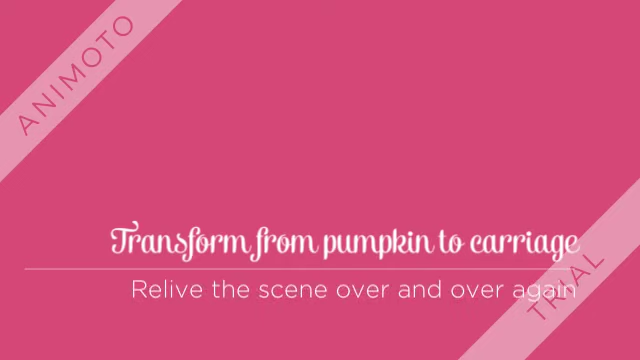 ANIMOTO
Transform from pumpkin to carriage
Relive the scene over and over again
TRIAL